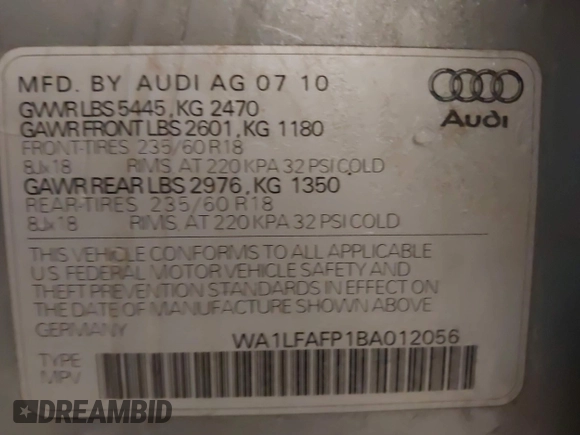 MFD. BY AUDI AG 07 10
GVWR LBS 5445, KG 2470
GAWR FRONT LBS 2601, KG 1180
FRONT-TIRES 235/60 R18
8Jx18 RIMS, AT 220 KPA 32 PSI COLD
GAWR REAR LBS 2976, KG 1350
REAR-TIRES 235/60 R18
8Jx18 RIMS, AT 220 KPA 32 PSI COLD
Audi
THIS VEHICLE CONFORMS TO ALL APPLICABLE
U.S. FEDERAL MOTOR VEHICLE SAFETY AND
THEFT PREVENTION STANDARDS IN EFFECT ON
THE DATE OF MANUFACTURE SHOWN ABOVE
GERMANY WA1LFAFP1BA012056
TYPE
MPV
DREAMBID